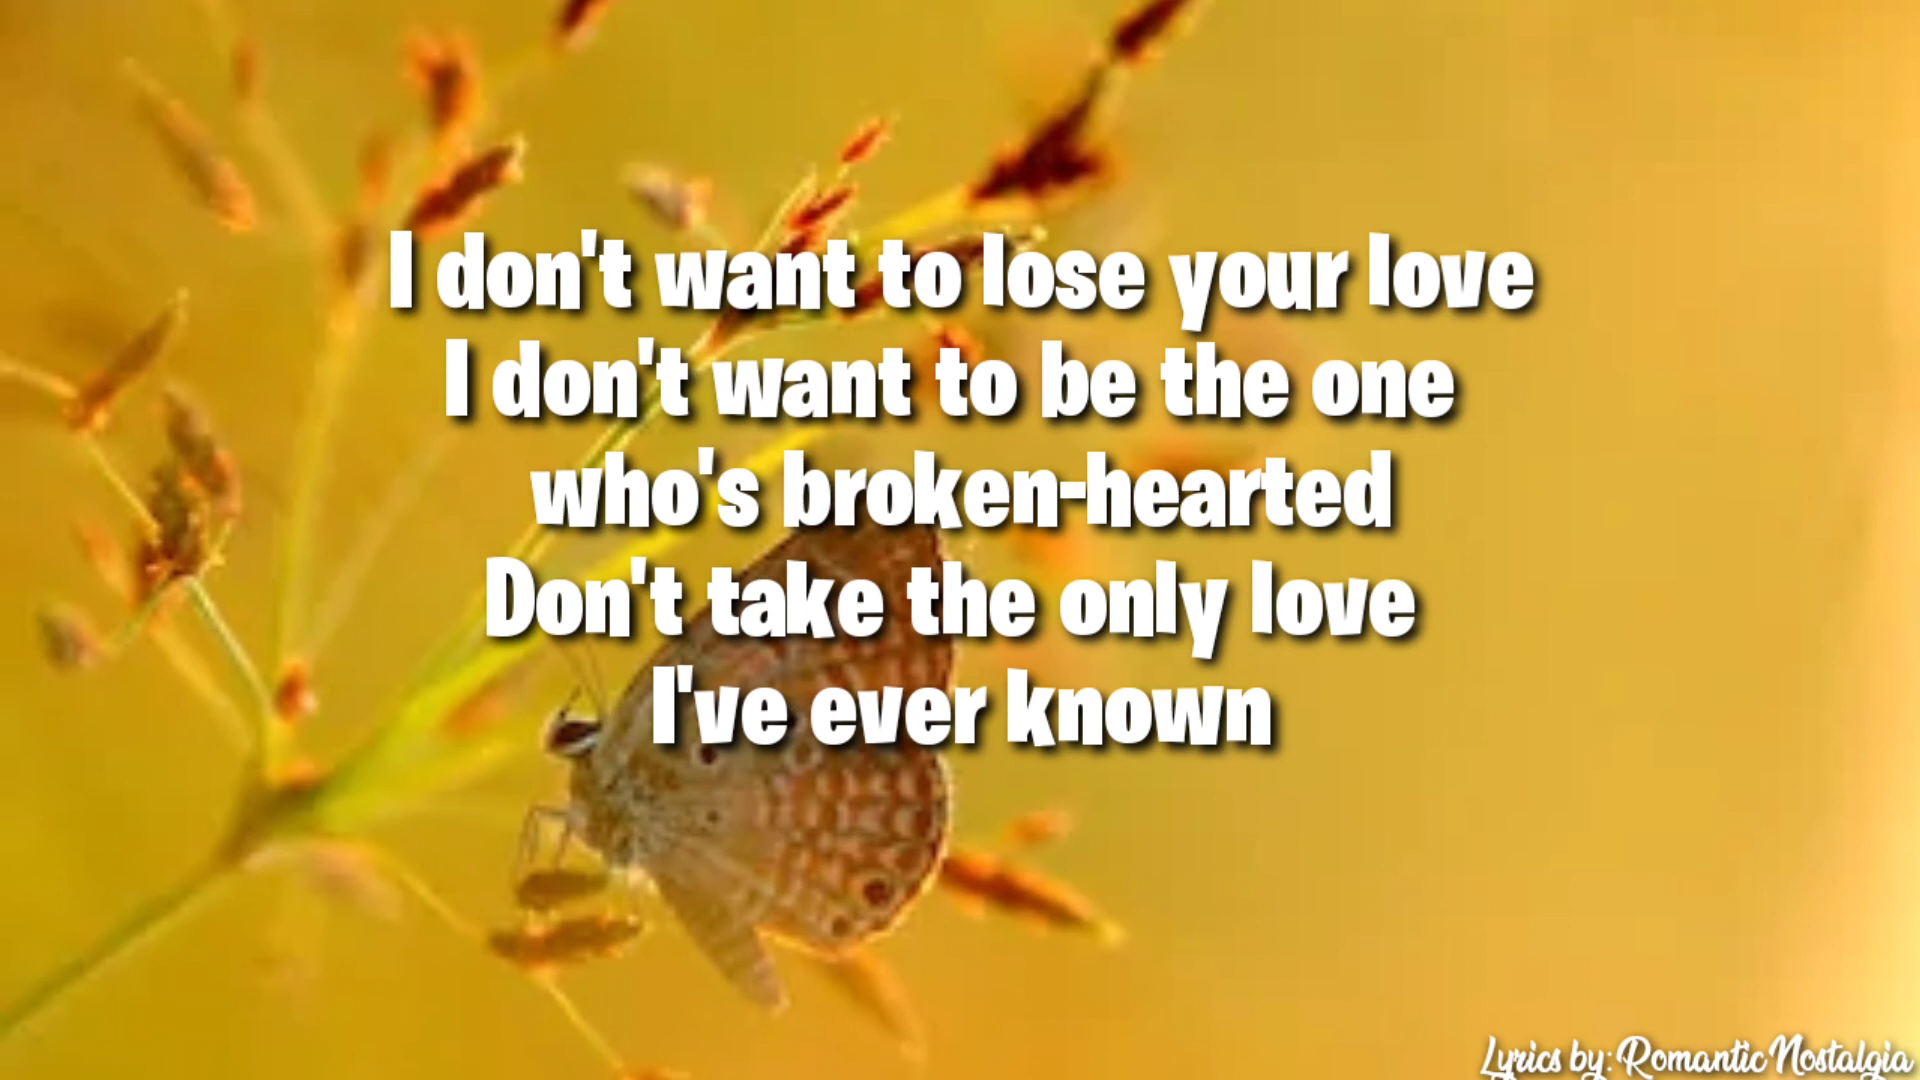 I don't want to lose your love
I don't want to be the one
who's broken-hearted
Don't take the only love
I've ever known
Lyrics by: Romantic Nostalgia